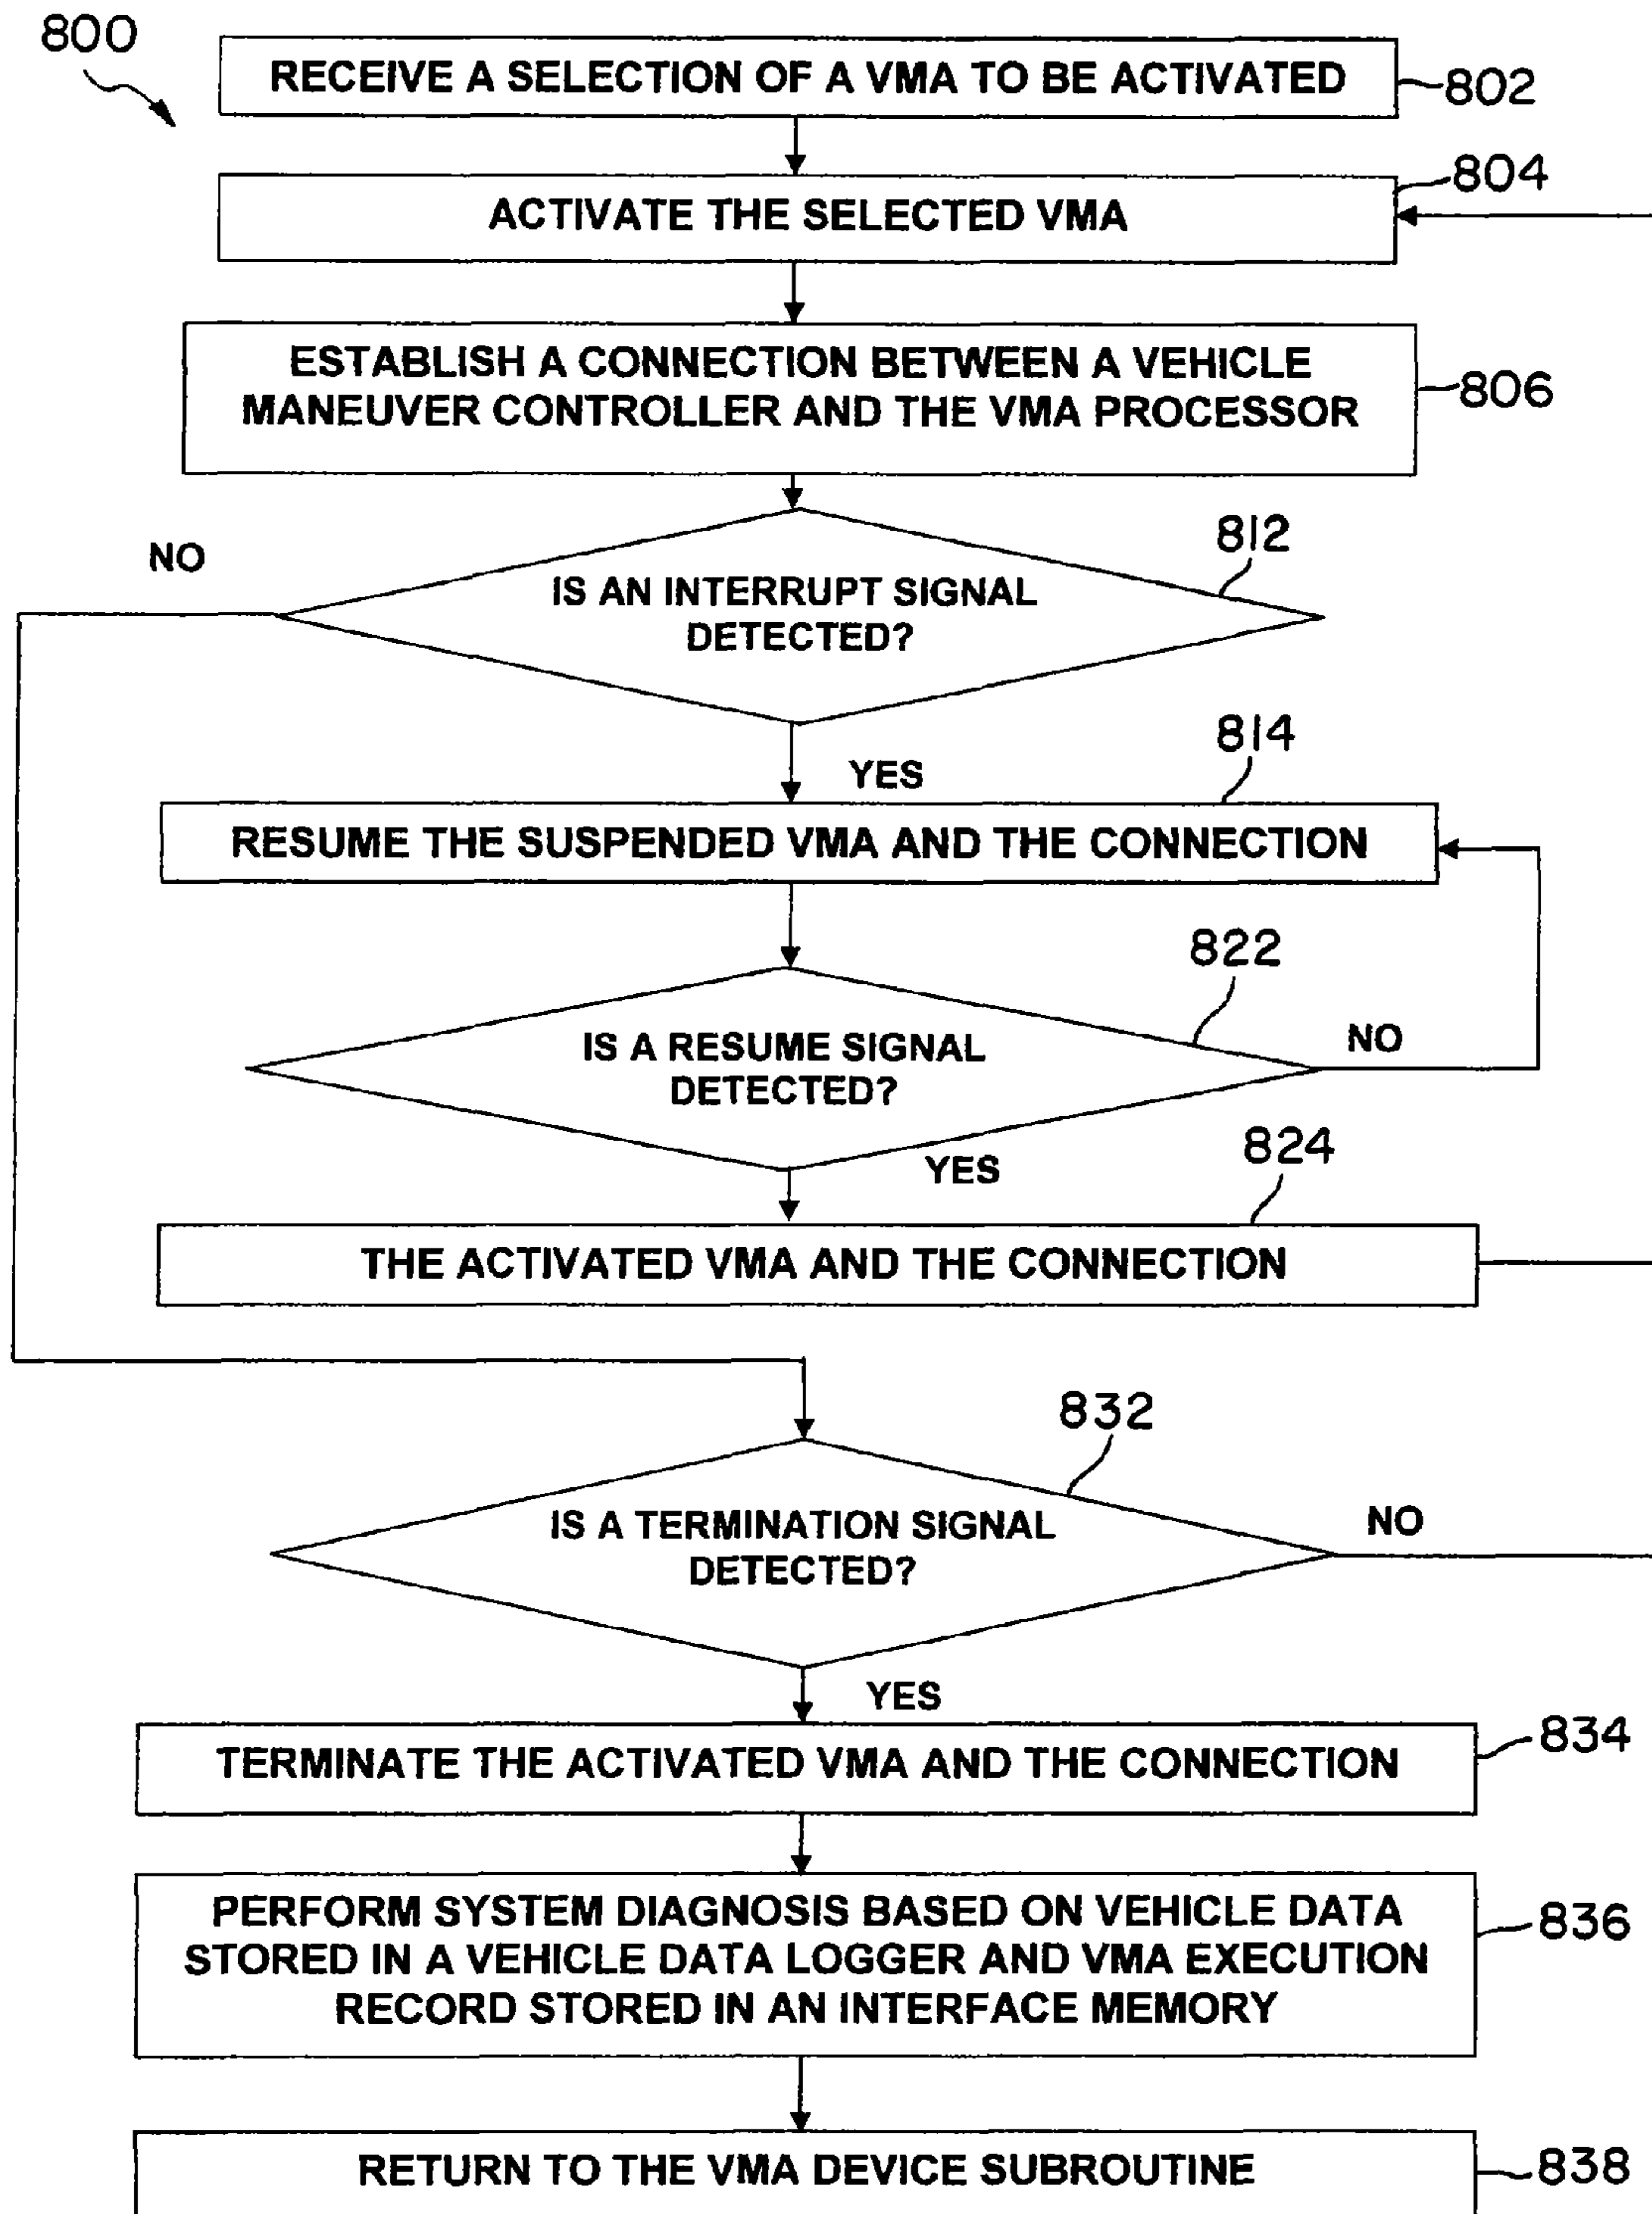 800
RECEIVE A SELECTION OF A VMA TO BE ACTIVATED
802
804
ACTIVATE THE SELECTED VMA
ESTABLISH A CONNECTION BETWEEN A VEHICLE
MANEUVER CONTROLLER AND THE VMA PROCESSOR
806
812
NO
IS AN INTERRUPT SIGNAL
DETECTED?
814
YES
RESUME THE SUSPENDED VMA AND THE CONNECTION
822
IS A RESUME SIGNAL
DETECTED?
NO
YES
824
THE ACTIVATED VMA AND THE CONNECTION
832
IS A TERMINATION SIGNAL
DETECTED?
NO
YES
TERMINATE THE ACTIVATED VMA AND THE CONNECTION
834
PERFORM SYSTEM DIAGNOSIS BASED ON VEHICLE DATA
STORED IN A VEHICLE DATA LOGGER AND VMA EXECUTION
RECORD STORED IN AN INTERFACE MEMORY
836
RETURN TO THE VMA DEVICE SUBROUTINE
838